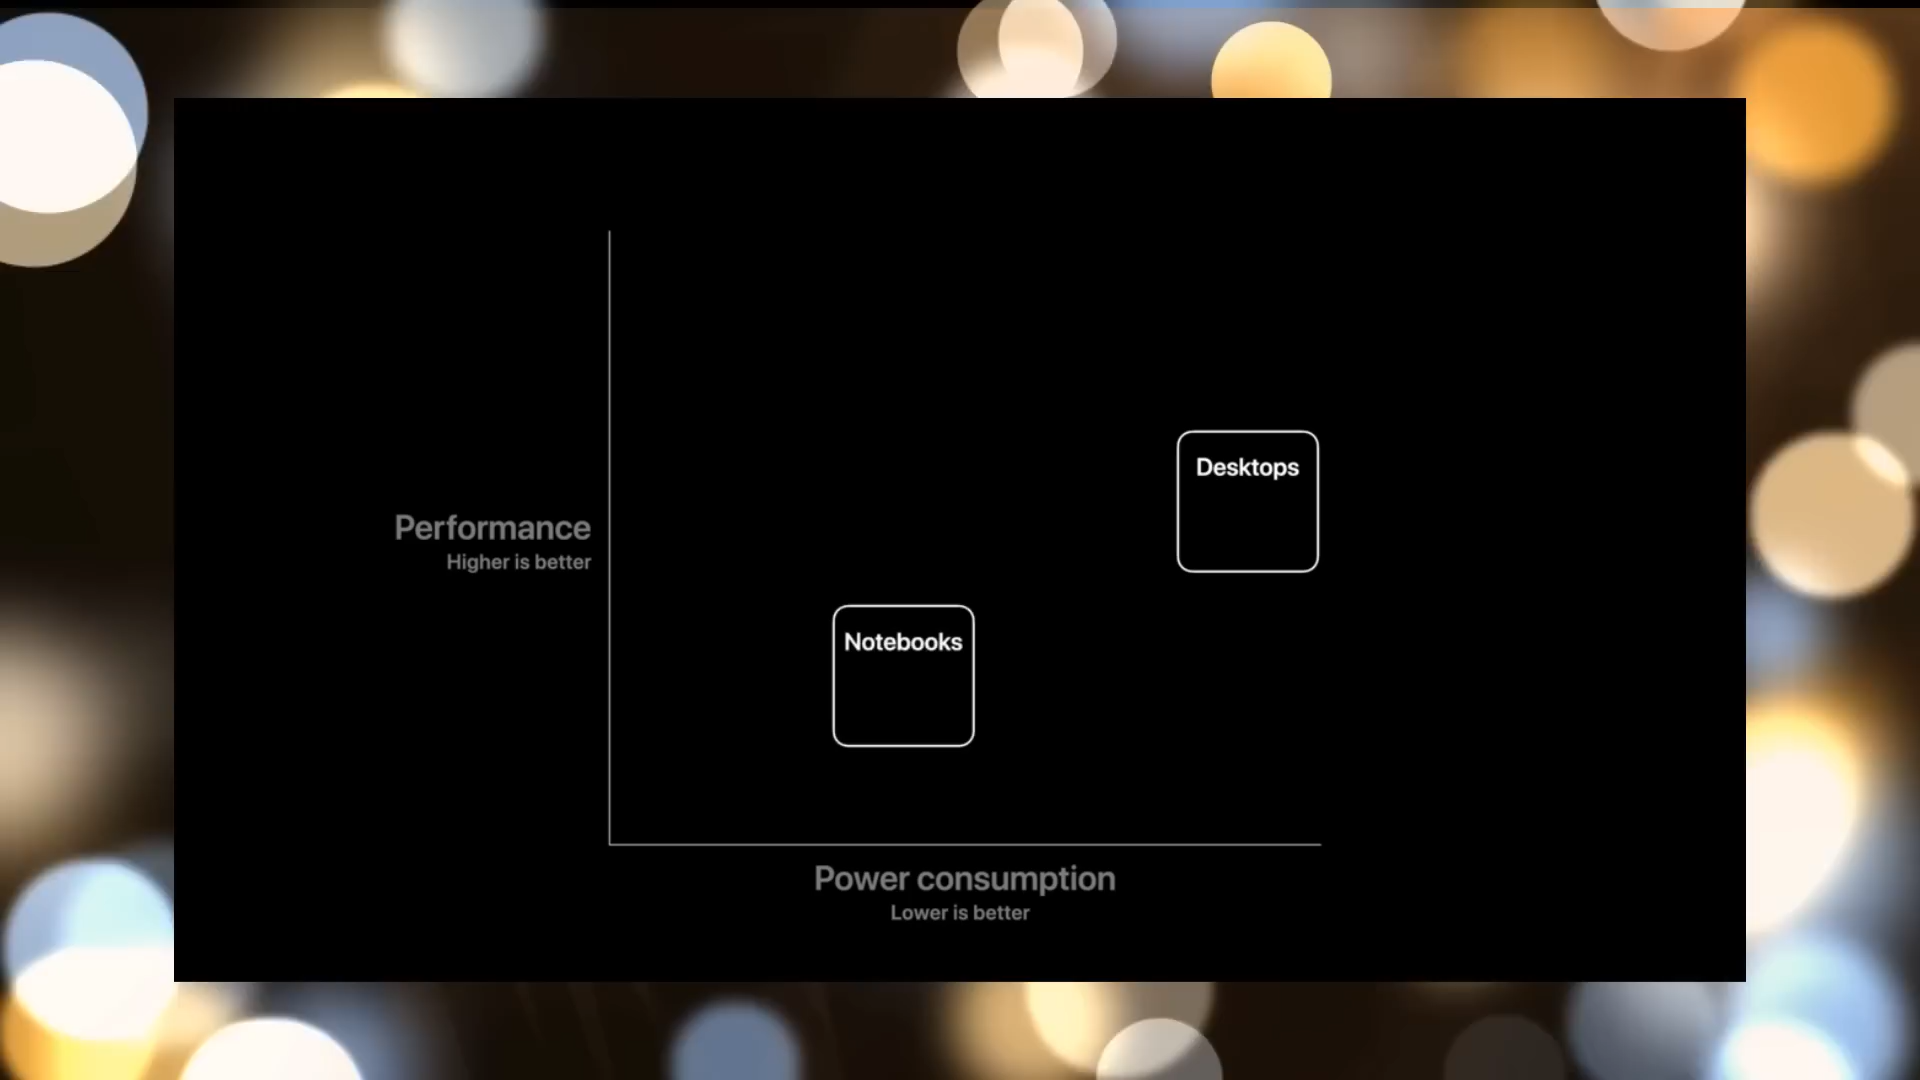 Desktops
Performance
Higher is better
Notebooks
Power consumption
Lower is better